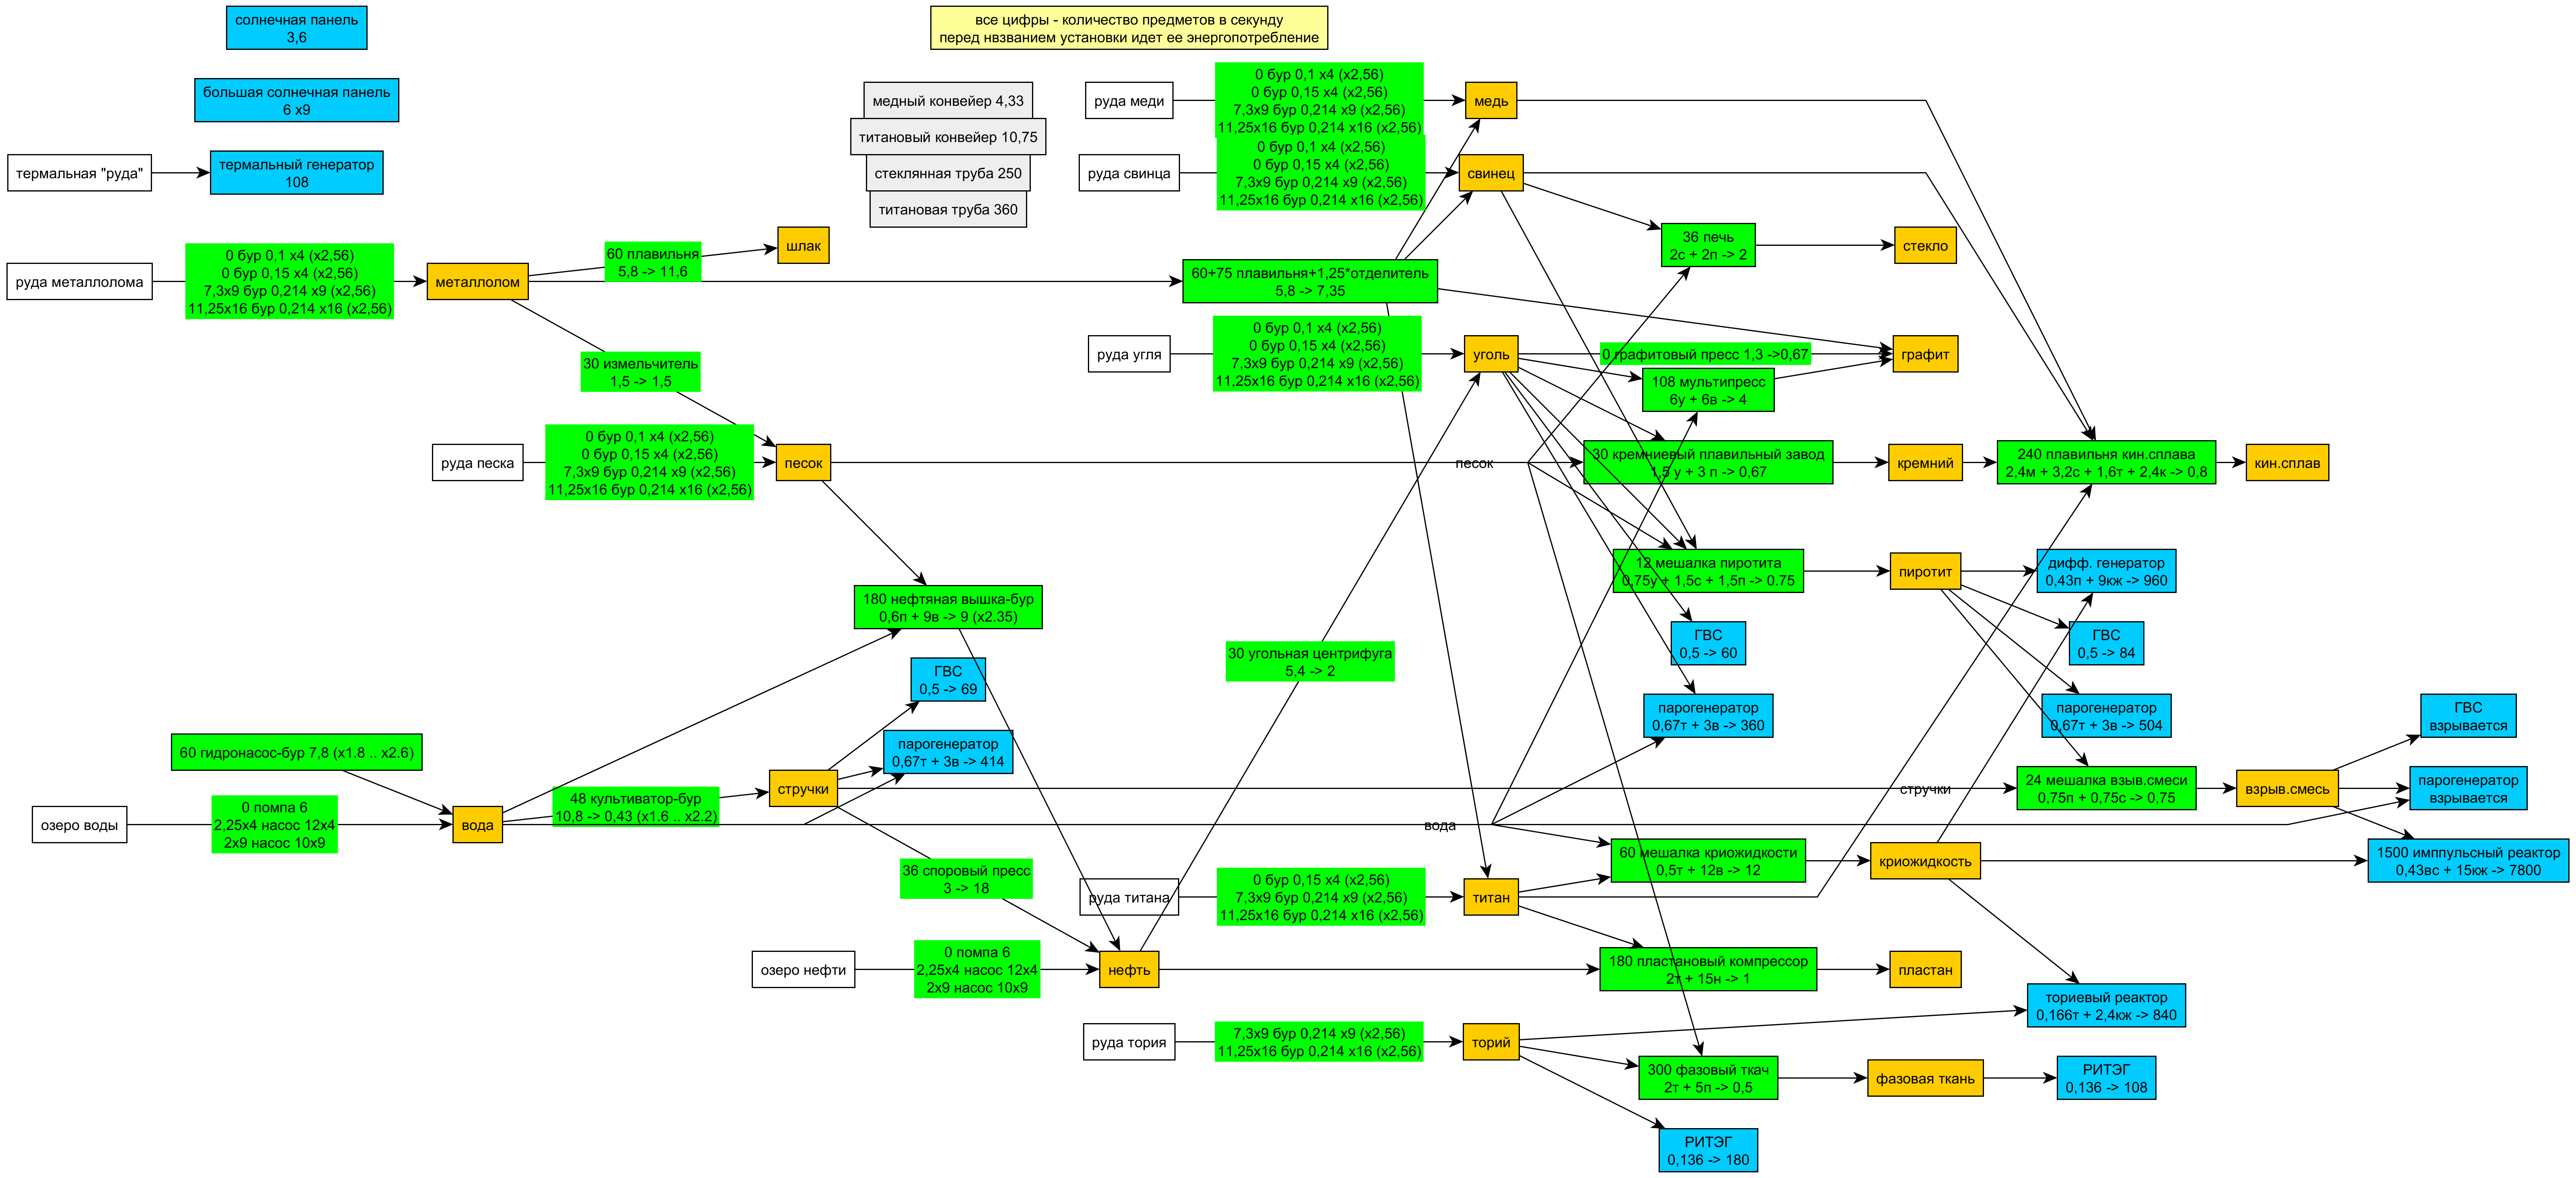 солнечная панель
3,6
все цифры - количество предметов в секунду
перед нвзванием установки идет ее энергопотребление
большая солнечная панель
6 x9
термальная "руда"
термальный генератор
108
медный конвейер 4,33
титановый конвейер 10,75
стеклянная труба 250
титановая труба 360
руда меди
0 бур 0,1 x4 (x2,56)
0 бур 0,15 x4 (x2,56)
7,3x9 бур 0,214 x9 (x2,56)
11,25x16 бур 0,214 x16 (x2,56)
медь
руда свинца
0 бур 0,1 x4 (x2,56)
0 бур 0,15 x4 (x2,56)
7,3x9 бур 0,214 x9 (x2,56)
11,25x16 бур 0,214 x16 (x2,56)
свинец
36 печь
2с + 2п -> 2
стекло
руда металлолома
0 бур 0,1 x4 (x2,56)
0 бур 0,15 x4 (x2,56)
7,3x9 бур 0,214 x9 (x2,56)
11,25x16 бур 0,214 x16 (x2,56)
металлолом
60 плавильня
5,8 -> 11,6
шлак
60+75 плавильня+1,25*отделитель
5,8 -> 7,35
руда угля
0 бур 0,1 x4 (x2,56)
0 бур 0,15 x4 (x2,56)
7,3x9 бур 0,214 x9 (x2,56)
11,25x16 бур 0,214 x16 (x2,56)
уголь
0 графитовый пресс 1,3 ->0,67
графит
108 мультипресс
6у + 6в -> 4
30 измельчитель
1,5 -> 1,5
руда песка
0 бур 0,1 x4 (x2,56)
0 бур 0,15 x4 (x2,56)
7,3x9 бур 0,214 x9 (x2,56)
11,25x16 бур 0,214 x16 (x2,56)
песок
песок
30 кремниевый плавильный завод
1,5 у + 3 п -> 0,67
кремний
240 плавильня кин.сплава
2,4м + 3,2с + 1,6т + 2,4к -> 0,8
кин.сплав
12 мешалка пиротита
0,75у + 1,5с + 1,5п -> 0.75
пиротит
дифф. генератор
0,43п + 9кж -> 960
180 нефтяная вышка-бур
0,6п + 9в -> 9 (x2.35)
ГВС
0,5 -> 69
30 угольная центрифуга
5,4 -> 2
ГВС
0,5 -> 60
ГВС
0,5 -> 84
парогенератор
0,67т + 3в -> 360
парогенератор
0,67т + 3в -> 504
ГВС
взрывается
60 гидронасос-бур 7,8 (x1.8 .. x2.6)
парогенератор
0,67т + 3в -> 414
стручки
стручки
24 мешалка взыв.смеси
0,75п + 0,75с -> 0,75
взрыв.смесь
парогенератор
взрывается
озеро воды
0 помпа 6
2,25x4 насос 12x4
2x9 насос 10x9
вода
48 культиватор-бур
10,8 -> 0,43 (x1.6 .. x2.2)
вода
60 мешалка криожидкости
0,5т + 12в -> 12
криожидкость
1500 имппульсный реактор
0,43вс + 15кж -> 7800
36 споровый пресс
3 -> 18
руда титана
0 бур 0,15 x4 (x2,56)
7,3x9 бур 0,214 x9 (x2,56)
11,25x16 бур 0,214 x16 (x2,56)
титан
озеро нефти
0 помпа 6
2,25x4 насос 12x4
2x9 насос 10x9
нефть
180 пластановый компрессор
2т + 15н -> 1
пластан
ториевый реактор
0,166т + 2,4кж -> 840
руда тория
7,3x9 бур 0,214 x9 (x2,56)
11,25x16 бур 0,214 x16 (x2,56)
торий
300 фазовый ткач
2т + 5п -> 0,5
фазовая ткань
РИТЭГ
0,136 -> 108
РИТЭГ
0,136 -> 180